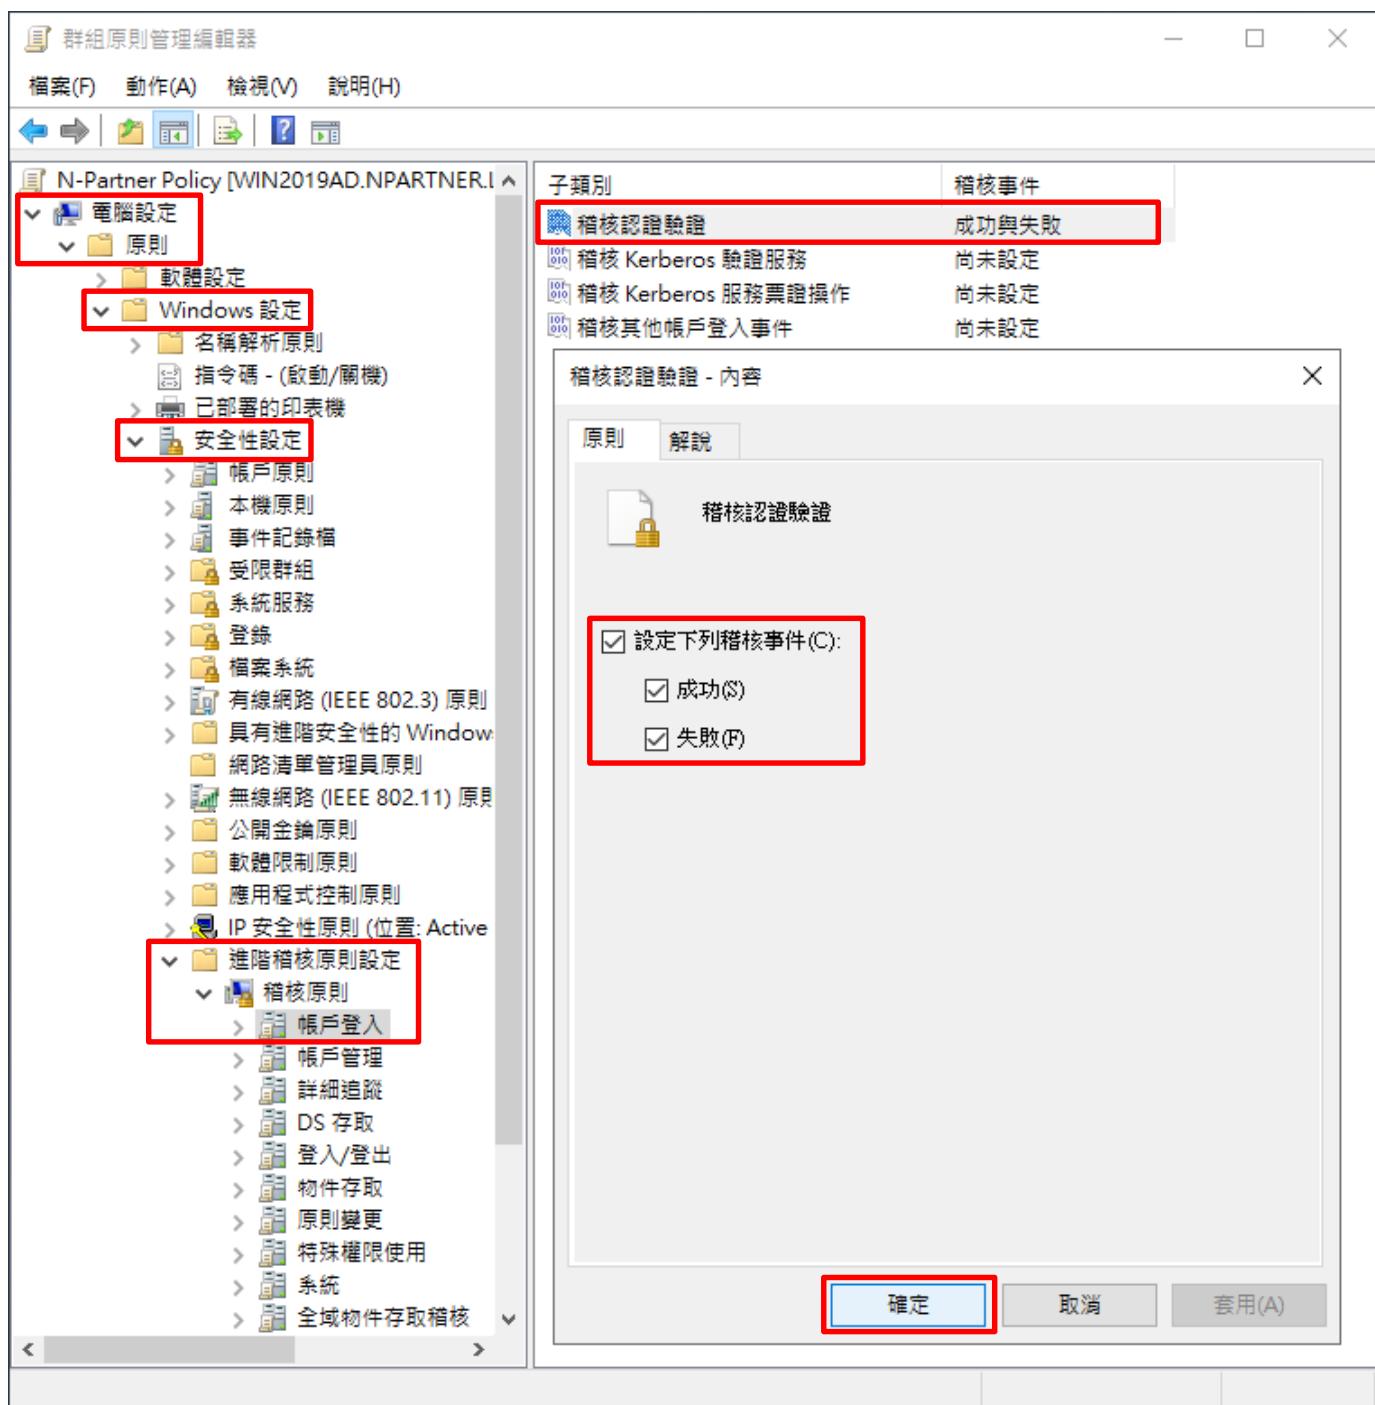 群組原則管理編輯器
檔案(F) 動作(A) 檢視(V) 說明(H)
N-Partner Policy [WIN2019AD.NPARTNER.L
電腦設定
原則
軟體設定
Windows 設定
名稱解析原則
指令碼 - (啟動/關機)
已部署的印表機
安全性設定
帳戶原則
本機原則
事件記錄檔
受限群組
系統服務
登錄
檔案系統
有線網路 (IEEE 802.3) 原則
具有進階安全性的 Window
網路清單管理員原則
無線網路 (IEEE 802.11) 原則
公開金鑰原則
軟體限制原則
應用程式控制原則
IP 安全性原則 (位置: Active
進階稽核原則設定
稽核原則
帳戶登入
帳戶管理
詳細追蹤
DS 存取
登入/登出
物件存取
原則變更
特殊權限使用
系統
全域物件存取稽核
子類別 稽核事件
稽核認證驗證 成功與失敗
稽核 Kerberos 驗證服務 尚未設定
稽核 Kerberos 服務票證操作 尚未設定
稽核其他帳戶登入事件 尚未設定
稽核認證驗證 - 內容
原則 解說
稽核認證驗證
設定下列稽核事件(C):
成功(S)
失敗(F)
確定 取消 套用(A)